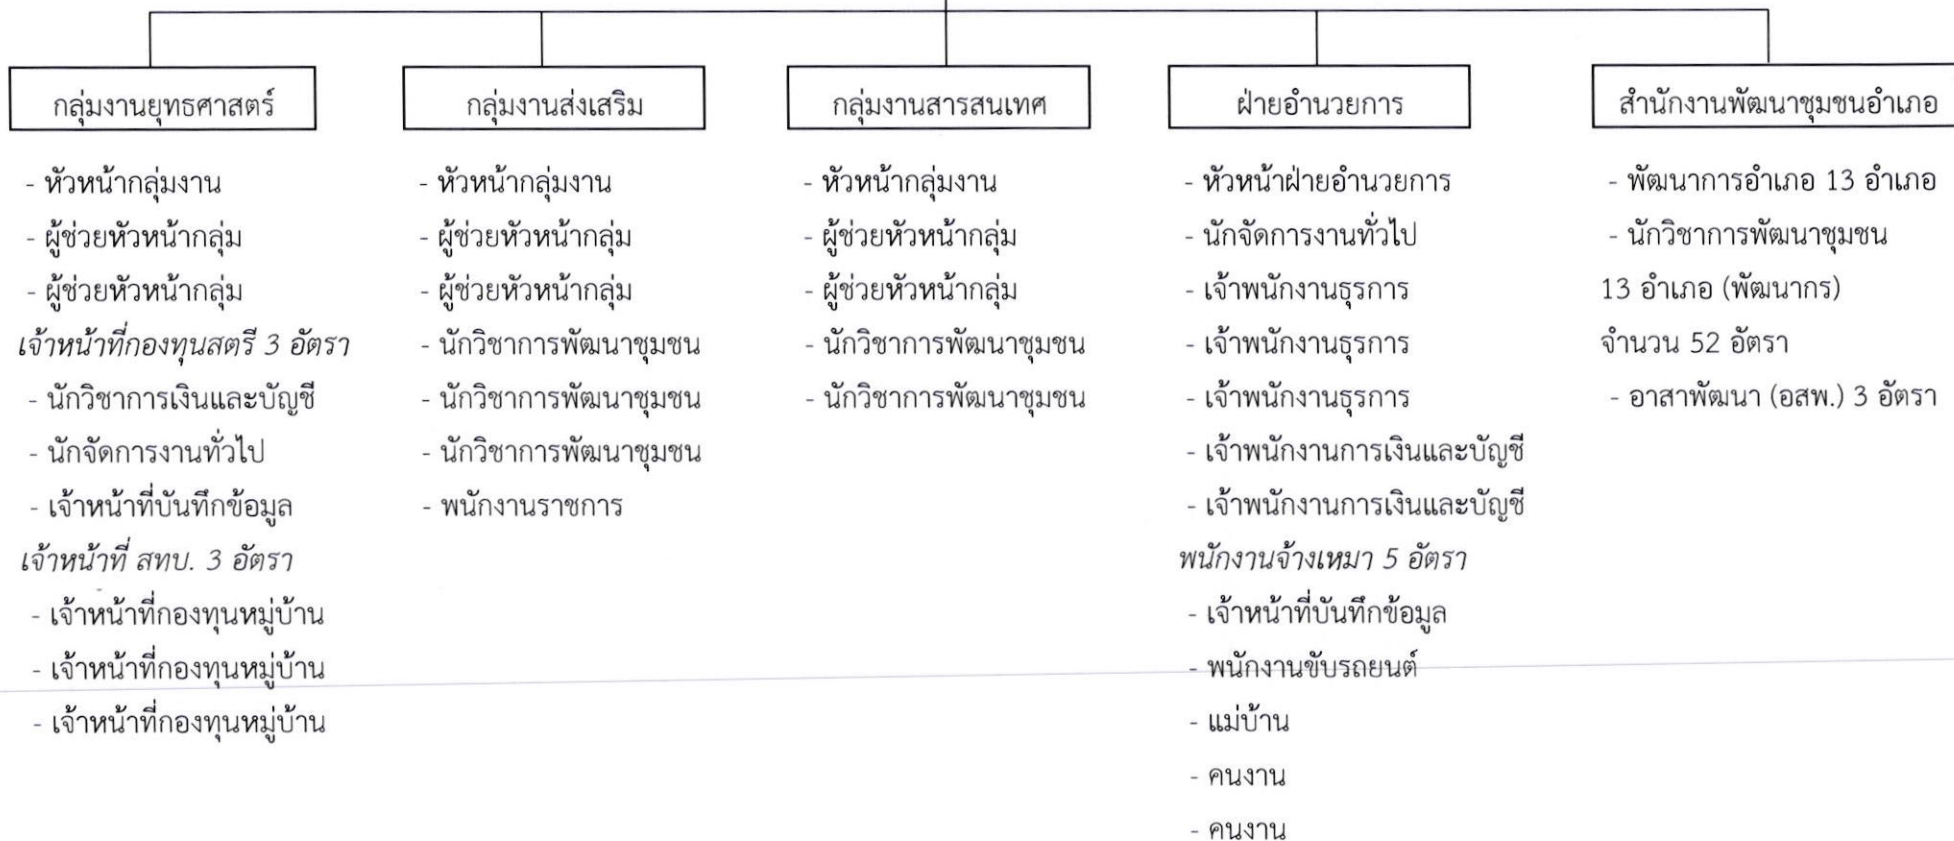 กลุ่มงานยุทธศาสตร์
- หัวหน้ากลุ่มงาน
- ผู้ช่วยหัวหน้ากลุ่ม
- ผู้ช่วยหัวหน้ากลุ่ม
เจ้าหน้าที่กองทุนสตรี 3 อัตรา
- นักวิชาการเงินและบัญชี
- นักจัดการงานทั่วไป
- เจ้าหน้าที่บันทึกข้อมูล
เจ้าหน้าที่ สทบ. 3 อัตรา
- เจ้าหน้าที่กองทุนหมู่บ้าน
- เจ้าหน้าที่กองทุนหมู่บ้าน
- เจ้าหน้าที่กองทุนหมู่บ้าน
กลุ่มงานส่งเสริม
- หัวหน้ากลุ่มงาน
- ผู้ช่วยหัวหน้ากลุ่ม
- ผู้ช่วยหัวหน้ากลุ่ม
- นักวิชาการพัฒนาชุมชน
- นักวิชาการพัฒนาชุมชน
- นักวิชาการพัฒนาชุมชน
- พนักงานราชการ
กลุ่มงานสารสนเทศ
- หัวหน้ากลุ่มงาน
- ผู้ช่วยหัวหน้ากลุ่ม
- ผู้ช่วยหัวหน้ากลุ่ม
- นักวิชาการพัฒนาชุมชน
- นักวิชาการพัฒนาชุมชน
ฝ่ายอำนวยการ
- หัวหน้าฝ่ายอำนวยการ
- นักจัดการงานทั่วไป
- เจ้าพนักงานธุรการ
- เจ้าพนักงานธุรการ
- เจ้าพนักงานธุรการ
- เจ้าพนักงานการเงินและบัญชี
- เจ้าพนักงานการเงินและบัญชี
พนักงานจ้างเหมา 5 อัตรา
- เจ้าหน้าที่บันทึกข้อมูล
- พนักงานขับรถยนต์
- แม่บ้าน
- คนงาน
- คนงาน
สำนักงานพัฒนาชุมชนอำเภอ
- พัฒนาการอำเภอ 13 อำเภอ
- นักวิชาการพัฒนาชุมชน
13 อำเภอ (พัฒนากร)
จำนวน 52 อัตรา
- อาสาพัฒนา (อสพ.) 3 อัตรา